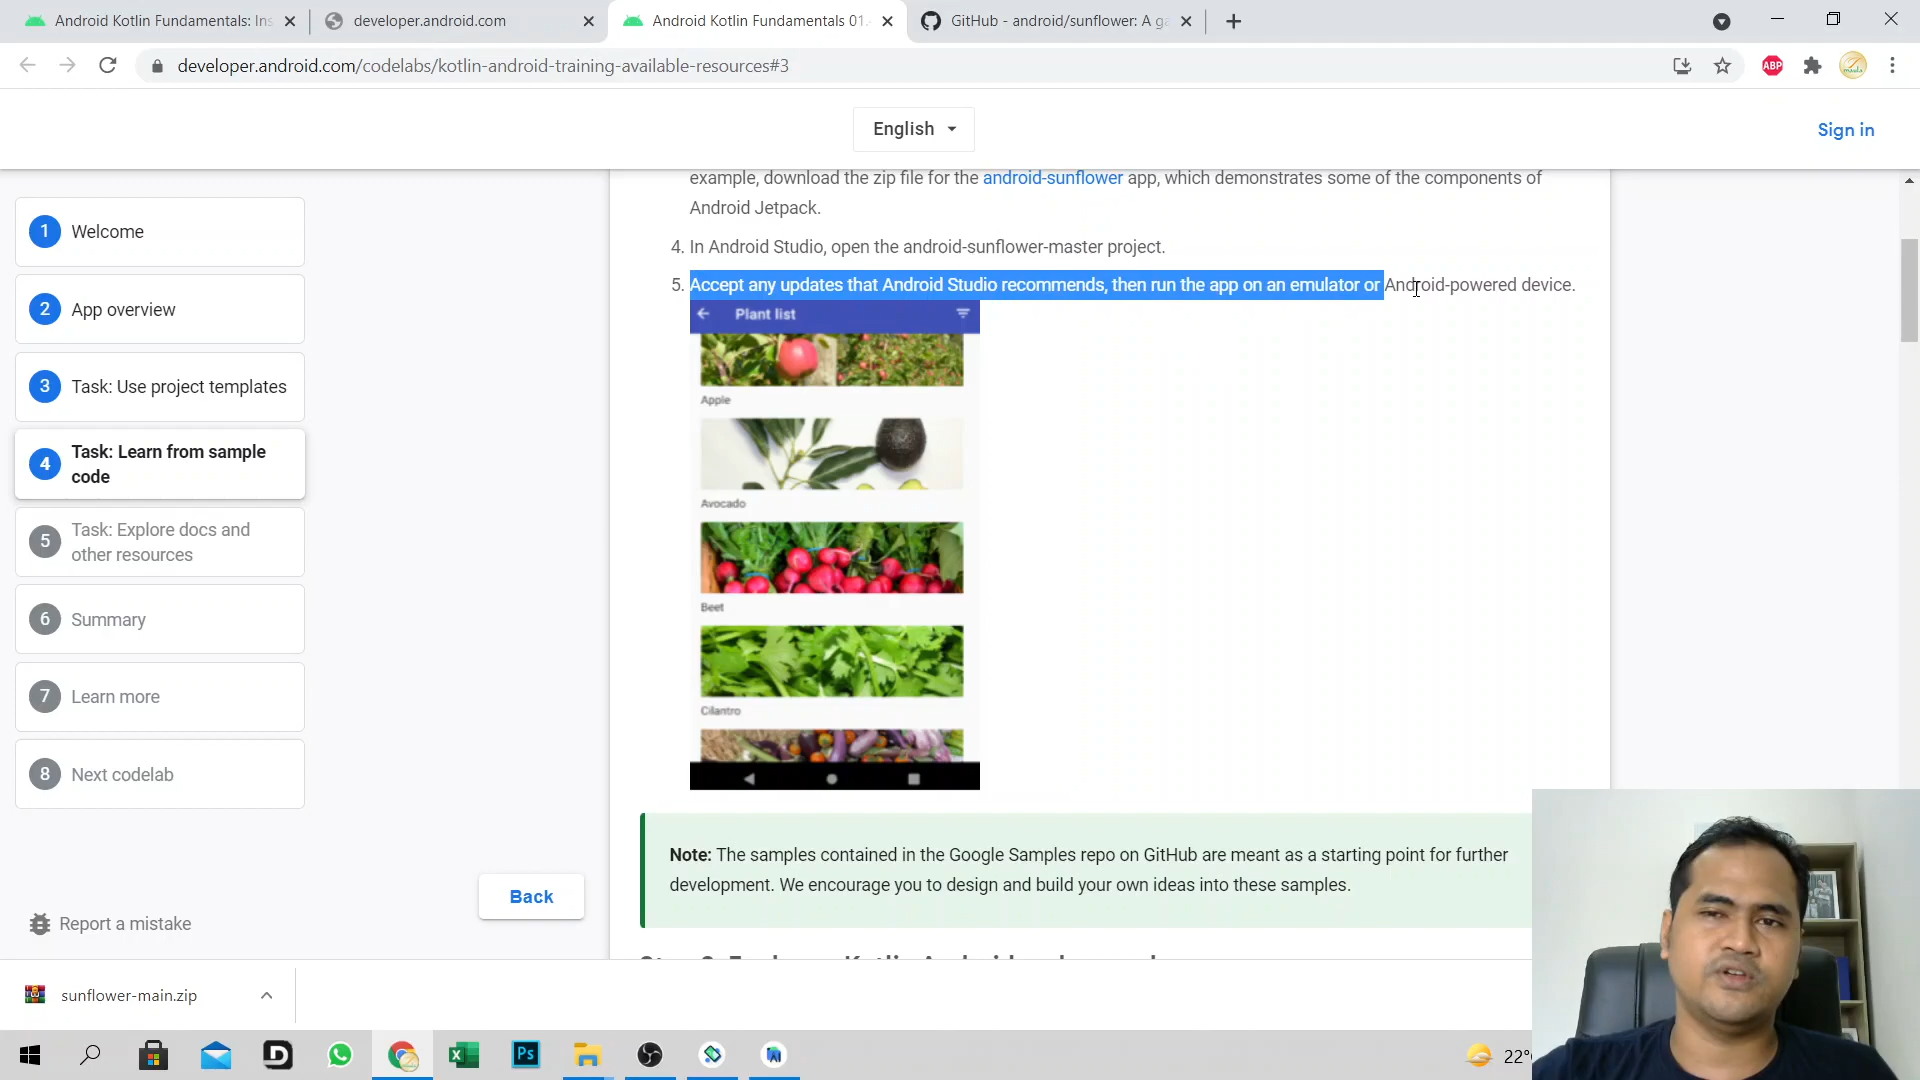 Android Kotlin Fundamentals: Ins
developer.android.com
Android Kotlin Fundamentals 01.
GitHub - android/sunflower: A ga
developer.android.com/codelabs/kotlin-android-training-available-resources#3
ABP
English
Sign in
1 Welcome
2 App overview
3 Task: Use project templates
4 Task: Learn from sample
code
5 Task: Explore docs and
other resources
6 Summary
7 Learn more
8 Next codelab
Back
Report a mistake
example, download the zip file for the android-sunflower app, which demonstrates some of the components of
Android Jetpack.
4. In Android Studio, open the android-sunflower-master project.
5. Accept any updates that Android Studio recommends, then run the app on an emulator or Android-powered device.
Plant list
Apple
Avocado
Beet
Cilantro
Note: The samples contained in the Google Samples repo on GitHub are meant as a starting point for further
development. We encourage you to design and build your own ideas into these samples.
sunflower-main.zip
Ps
22°